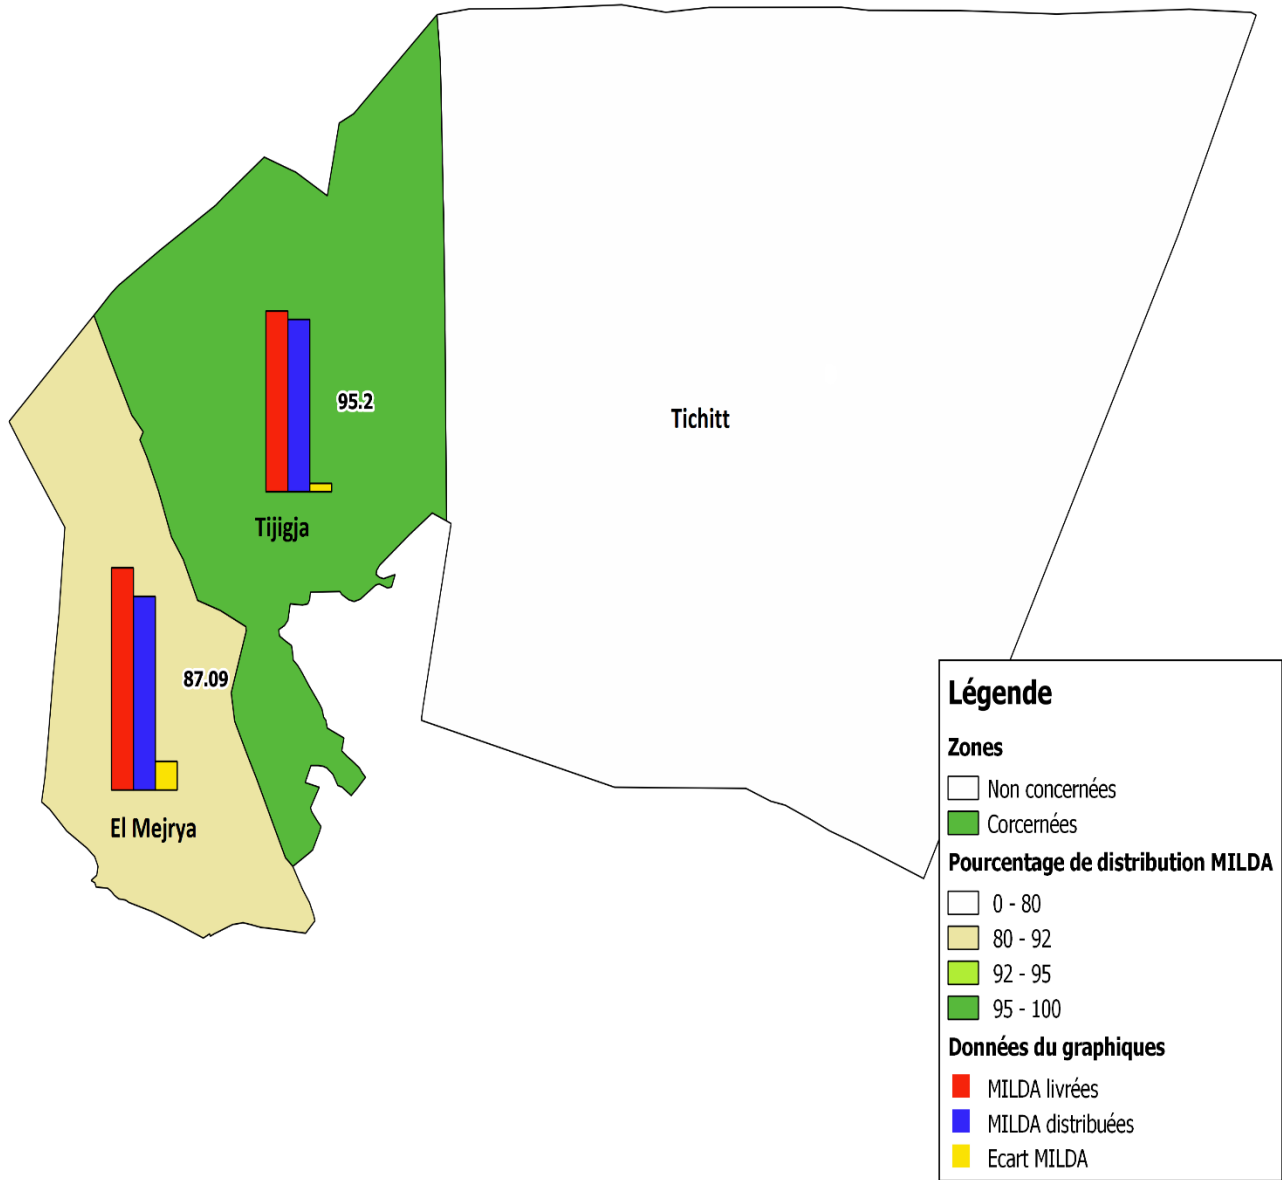 95.2
Tichitt
Tijigja
87.09
El Mejrya
Légende
Zones
Non concernées
Corcernées
Pourcentage de distribution MILDA
0 - 80
80 - 92
92 - 95
95 - 100
Données du graphiques
MILDA livrées
MILDA distribuées
Ecart MILDA